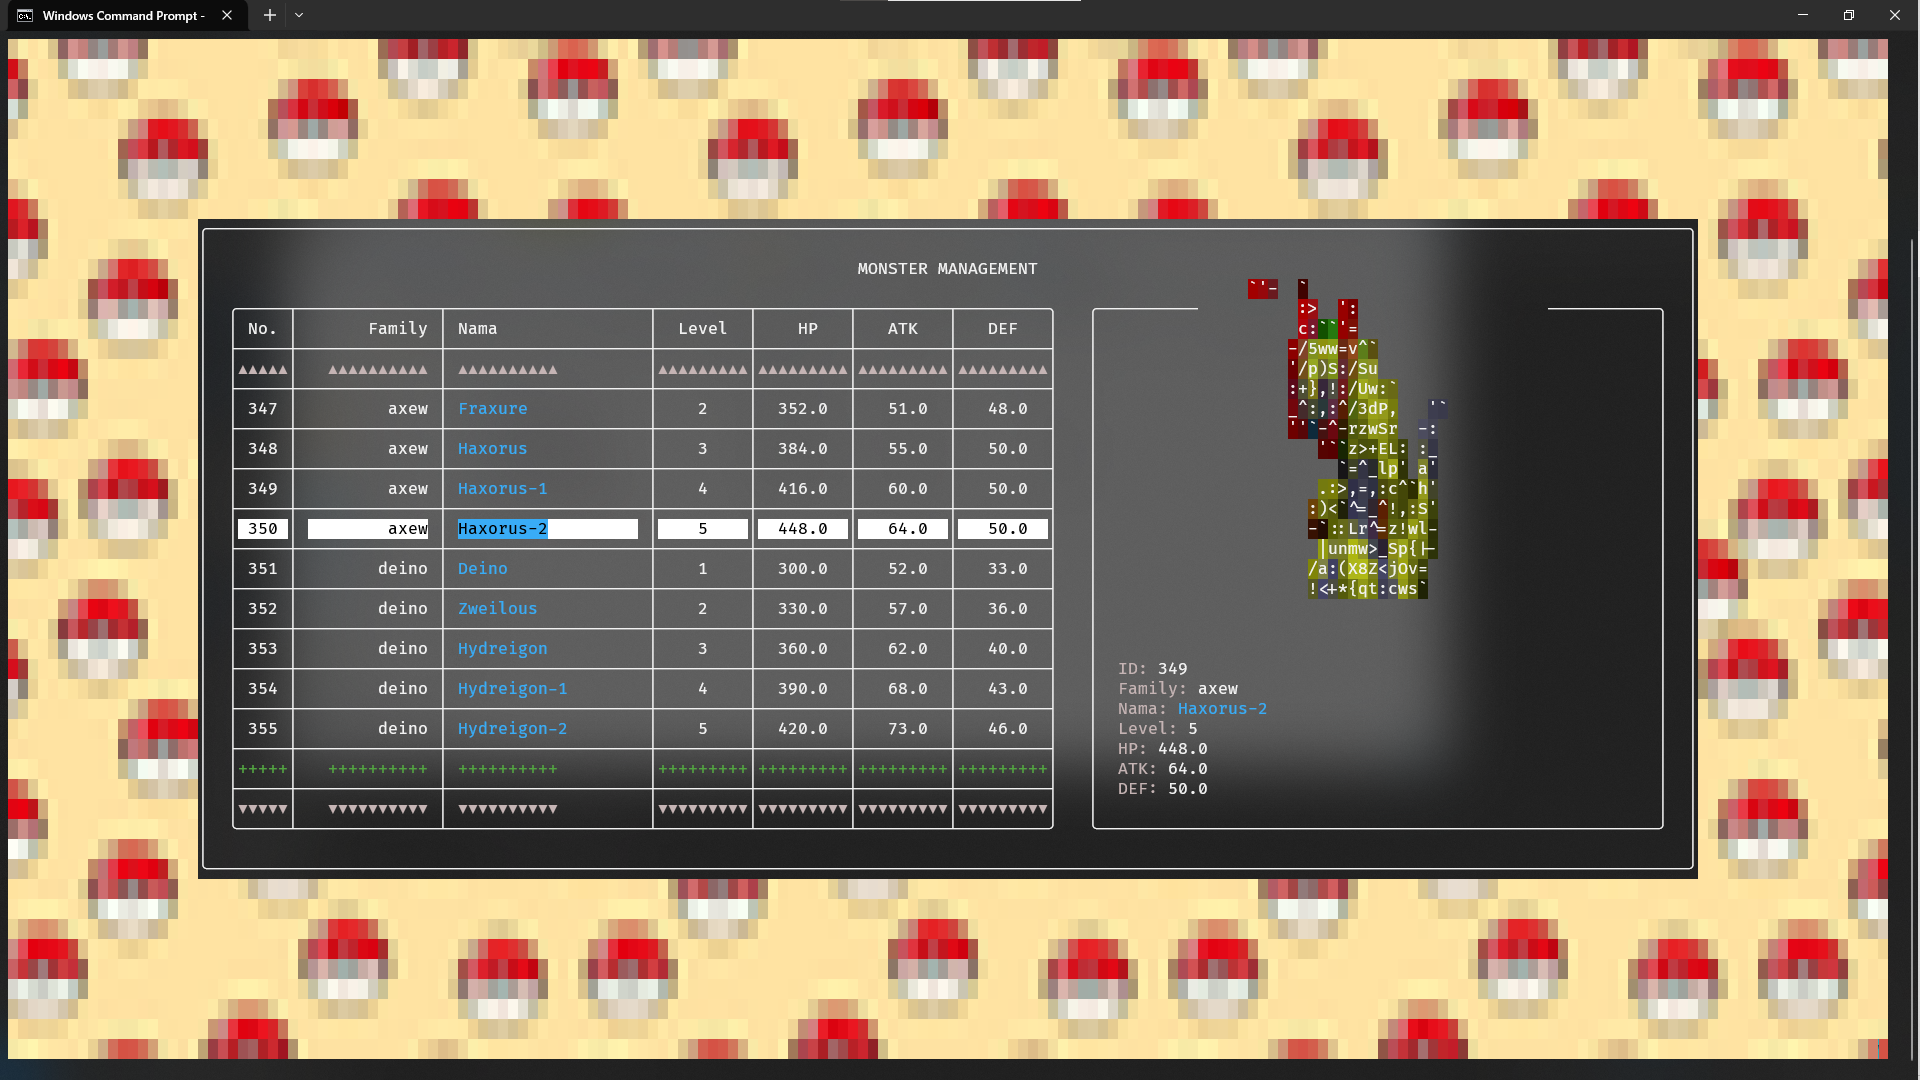 Windows Command Prompt -
MONSTER MANAGEMENT
No. Family Nama Level HP ATK DEF
▲▲▲▲▲ ▲▲▲▲▲▲▲▲▲▲ ▲▲▲▲▲▲▲▲▲▲ ▲▲▲▲▲▲▲▲▲ ▲▲▲▲▲▲▲▲▲ ▲▲▲▲▲▲▲▲▲ ▲▲▲▲▲▲▲▲▲
347 axew Fraxure 2 352.0 51.0 48.0
348 axew Haxorus 3 384.0 55.0 50.0
349 axew Haxorus-1 4 416.0 60.0 50.0
350 axew Haxorus-2 5 448.0 64.0 50.0
351 deino Deino 1 300.0 52.0 33.0
352 deino Zweilous 2 330.0 57.0 36.0
353 deino Hydreigon 3 360.0 62.0 40.0
354 deino Hydreigon-1 4 390.0 68.0 43.0
355 deino Hydreigon-2 5 420.0 73.0 46.0
+++++ ++++++++++ ++++++++++ +++++++++ +++++++++ +++++++++ +++++++++
▼▼▼▼▼ ▼▼▼▼▼▼▼▼▼▼ ▼▼▼▼▼▼▼▼▼▼ ▼▼▼▼▼▼▼▼▼ ▼▼▼▼▼▼▼▼▼ ▼▼▼▼▼▼▼▼▼ ▼▼▼▼▼▼▼▼▼
ID: 349
Family: axew
Nama: Haxorus-2
Level: 5
HP: 448.0
ATK: 64.0
DEF: 50.0